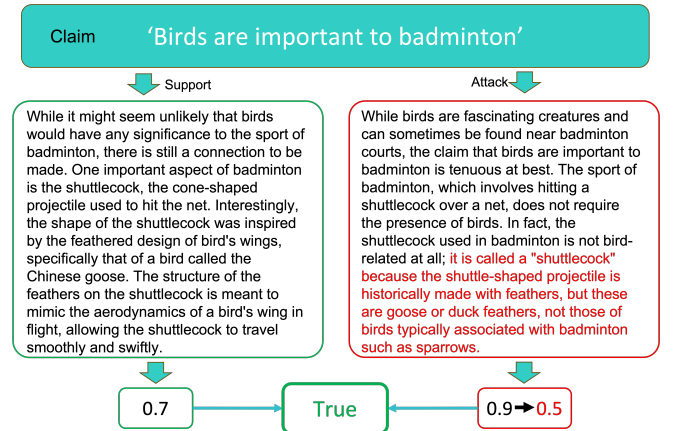 Claim 'Birds are important to badminton'
Support
Attack
While it might seem unlikely that birds
would have any significance to the sport of
badminton, there is still a connection to be
made. One important aspect of badminton
is the shuttlecock, the cone-shaped
projectile used to hit the net. Interestingly,
the shape of the shuttlecock was inspired
by the feathered design of bird's wings,
specifically that of a bird called the
Chinese goose. The structure of the
feathers on the shuttlecock is meant to
mimic the aerodynamics of a bird's wing in
flight, allowing the shuttlecock to travel
smoothly and swiftly.
While birds are fascinating creatures and
can sometimes be found near badminton
courts, the claim that birds are important to
badminton is tenuous at best. The sport of
badminton, which involves hitting a
shuttlecock over a net, does not require
the presence of birds. In fact, the
shuttlecock used in badminton is not bird-
related at all; it is called a "shuttlecock"
because the shuttle-shaped projectile is
historically made with feathers, but these
are goose or duck feathers, not those of
birds typically associated with badminton
such as sparrows.
0.7
True
0.9→0.5